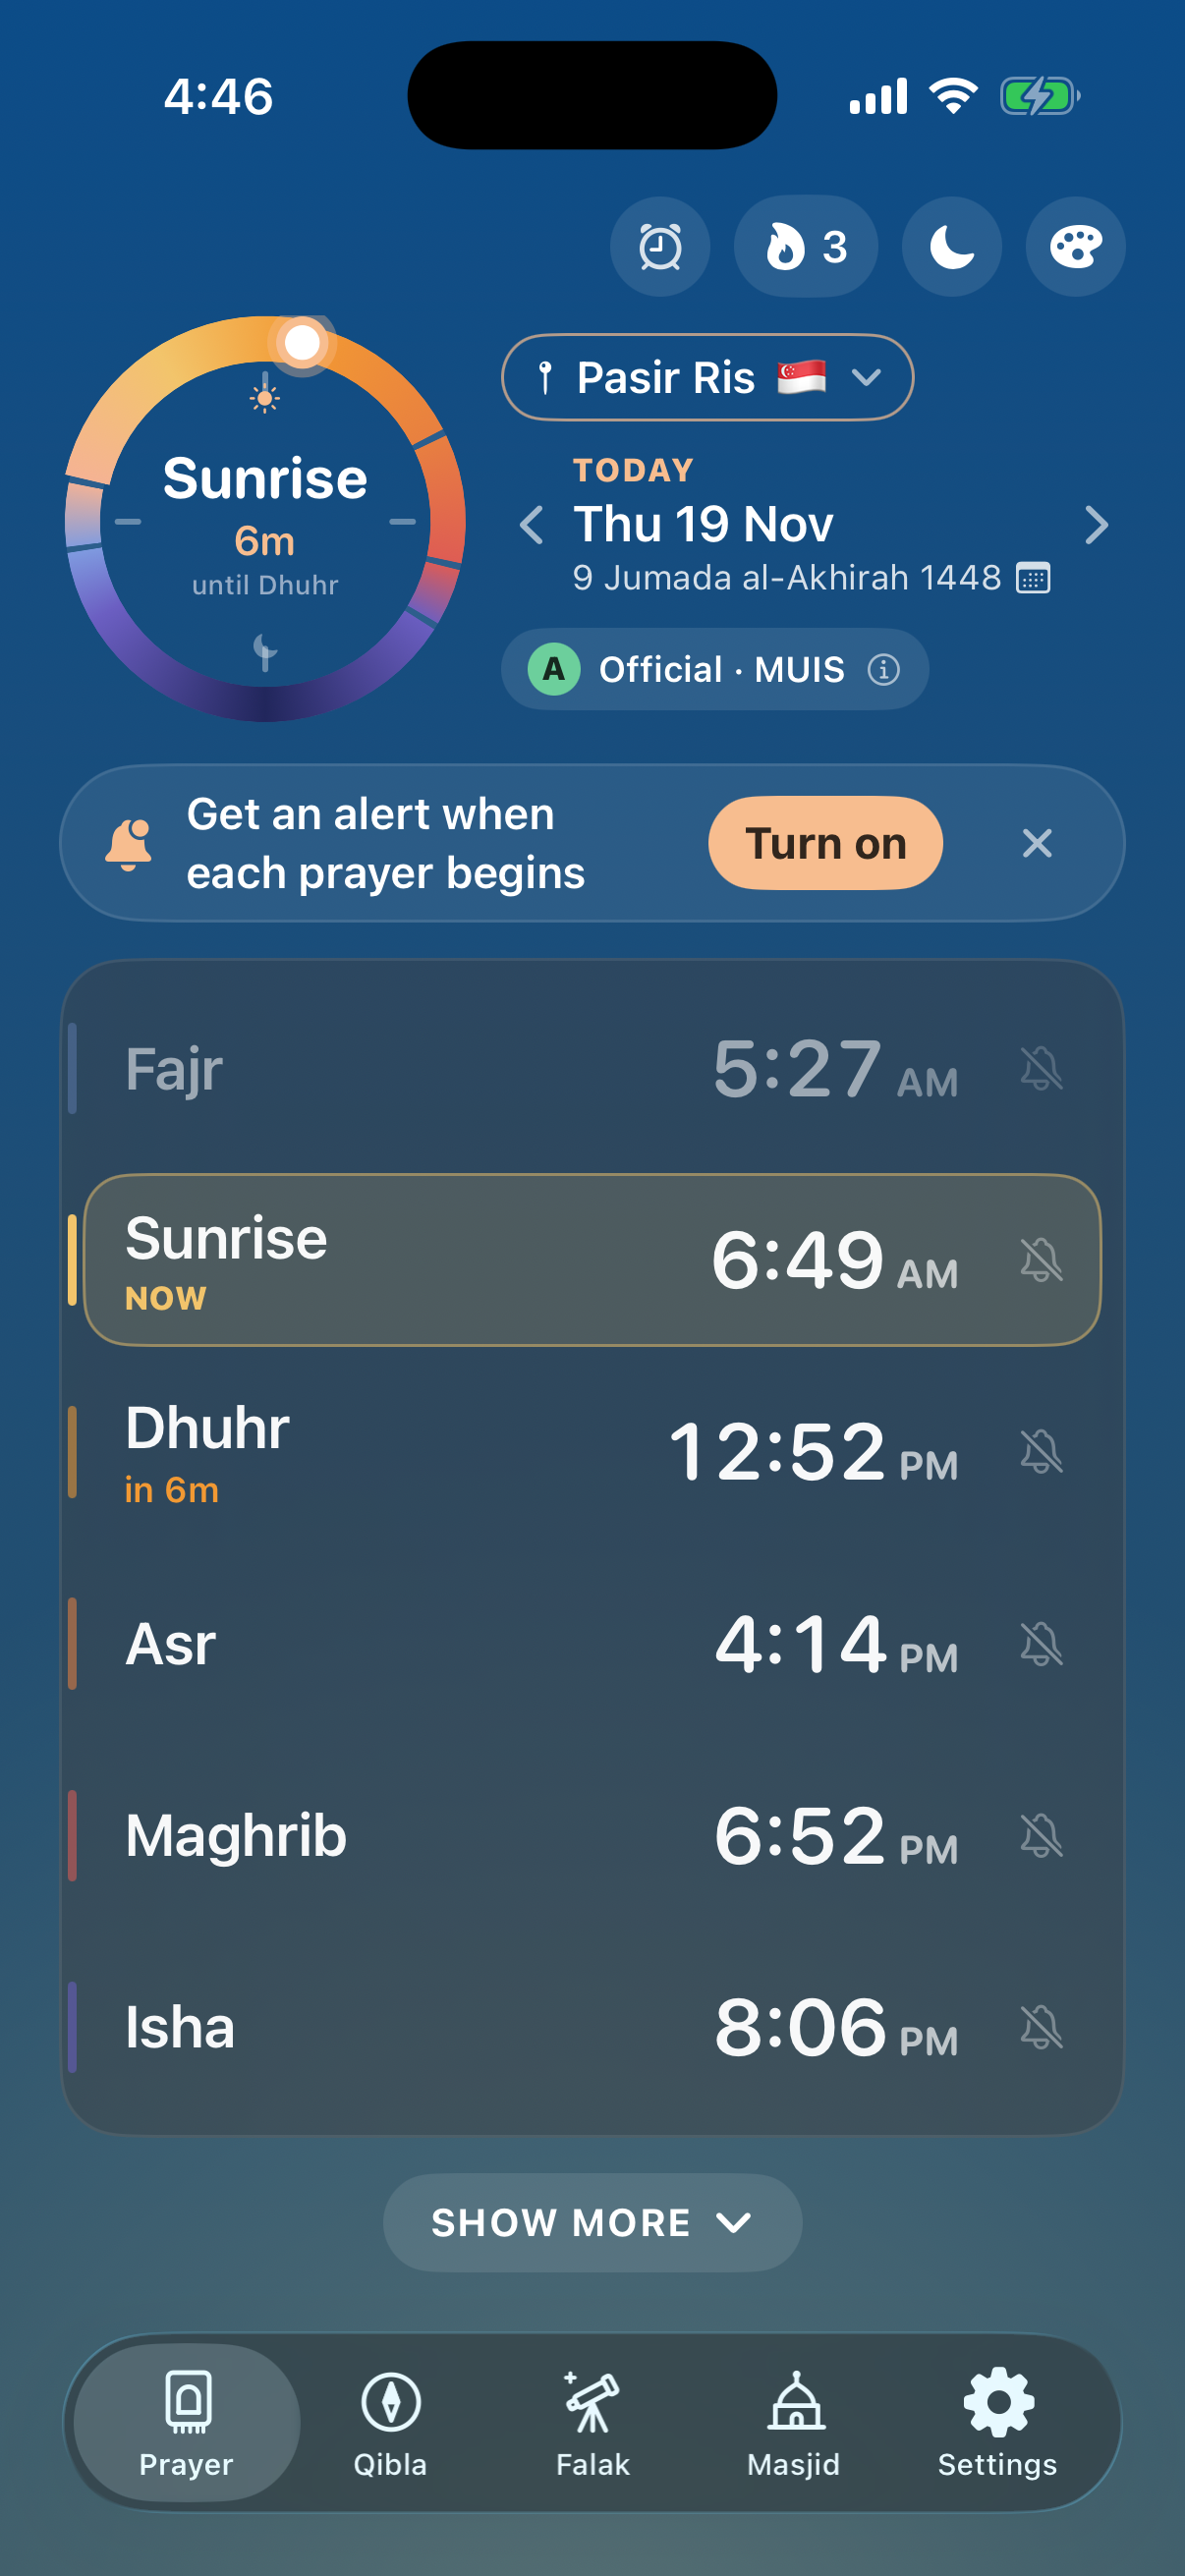 4:46
3
Pasir Ris
Sunrise
6m
until Dhuhr
TODAY
Thu 19 Nov
9 Jumada al-Akhirah 1448
A Official · MUIS
Get an alert when
each prayer begins
Turn on
Fajr 5:27 AM
Sunrise 6:49 AM
NOW
Dhuhr 12:52 PM
in 6m
Asr 4:14 PM
Maghrib 6:52 PM
Isha 8:06 PM
SHOW MORE
Prayer Qibla Falak Masjid Settings